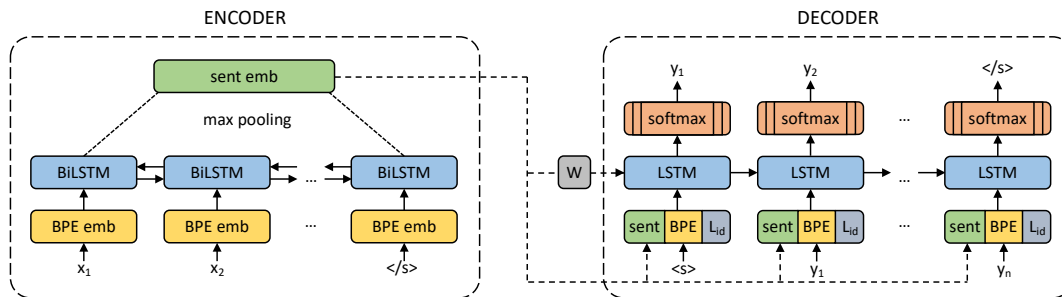 ENCODER
DECODER
sent emb
max pooling
BiLSTM BiLSTM ... BiLSTM
BPE emb BPE emb ... BPE emb
x₁ x₂ </s>
W
y₁ y₂ </s>
softmax softmax ... softmax
LSTM LSTM ... LSTM
sent BPE Lid sent BPE Lid ... sent BPE Lid
<s> y₁ yₙ